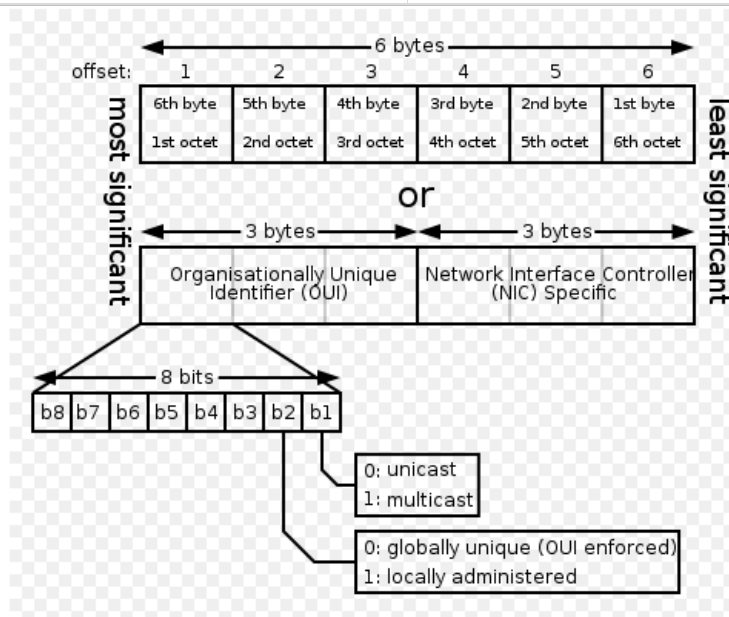 6 bytes
offset: 1 2 3 4 5 6
6th byte 5th byte 4th byte 3rd byte 2nd byte 1st byte
1st octet 2nd octet 3rd octet 4th octet 5th octet 6th octet
most significant
least significant
or
3 bytes 3 bytes
Organisationally Unique
Identifier (OUI)
Network Interface Controller
(NIC) Specific
8 bits
b8 b7 b6 b5 b4 b3 b2 b1
0: unicast
1: multicast
0: globally unique (OUI enforced)
1: locally administered